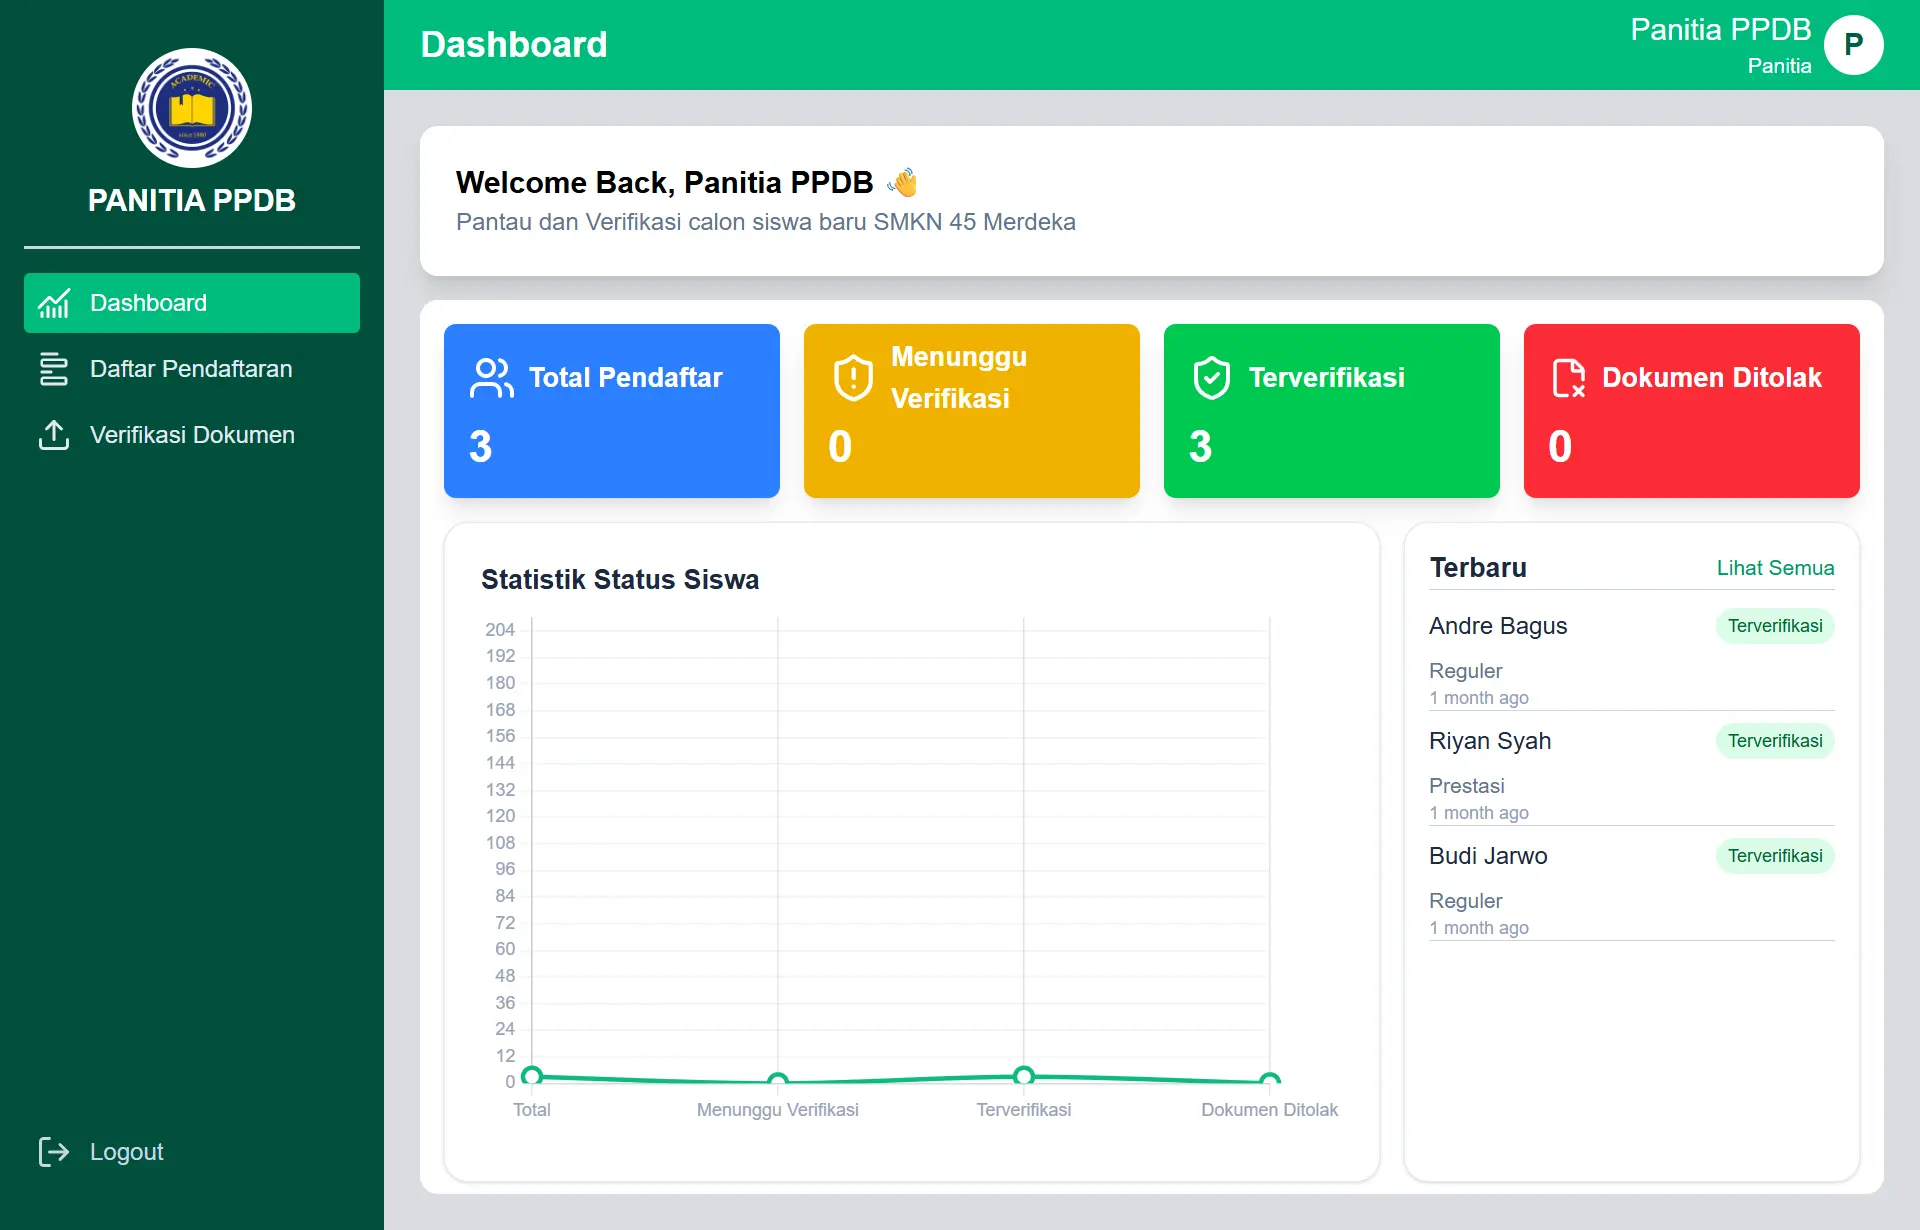 ACADEMIC
since 1980
PANITIA PPDB
Dashboard
Daftar Pendaftaran
Verifikasi Dokumen
Logout
Dashboard
Panitia PPDB
Panitia
P
Welcome Back, Panitia PPDB 👋
Pantau dan Verifikasi calon siswa baru SMKN 45 Merdeka
Total Pendaftar
3
Menunggu
Verifikasi
0
Terverifikasi
3
Dokumen Ditolak
0
Statistik Status Siswa
204
192
180
168
156
144
132
120
108
96
84
72
60
48
36
24
12
0
Total
Menunggu Verifikasi
Terverifikasi
Dokumen Ditolak
Terbaru
Lihat Semua
Andre Bagus
Terverifikasi
Reguler
1 month ago
Riyan Syah
Terverifikasi
Prestasi
1 month ago
Budi Jarwo
Terverifikasi
Reguler
1 month ago